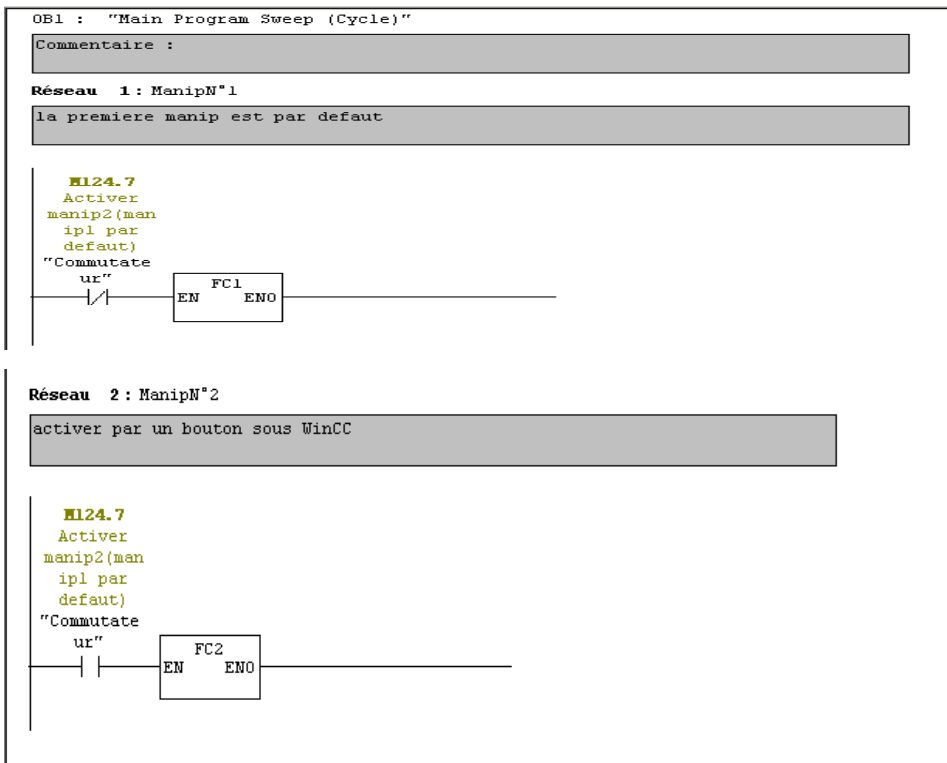 OB1 : "Main Program Sweep (Cycle)"
Commentaire :
Réseau 1 : ManipN°1
la premiere manip est par defaut
M124.7
Activer
manip2(man
ip1 par
defaut)
"Commutate
ur"
FC1
EN ENO
Réseau 2 : ManipN°2
activer par un bouton sous WinCC
M124.7
Activer
manip2(man
ip1 par
defaut)
"Commutate
ur"
FC2
EN ENO